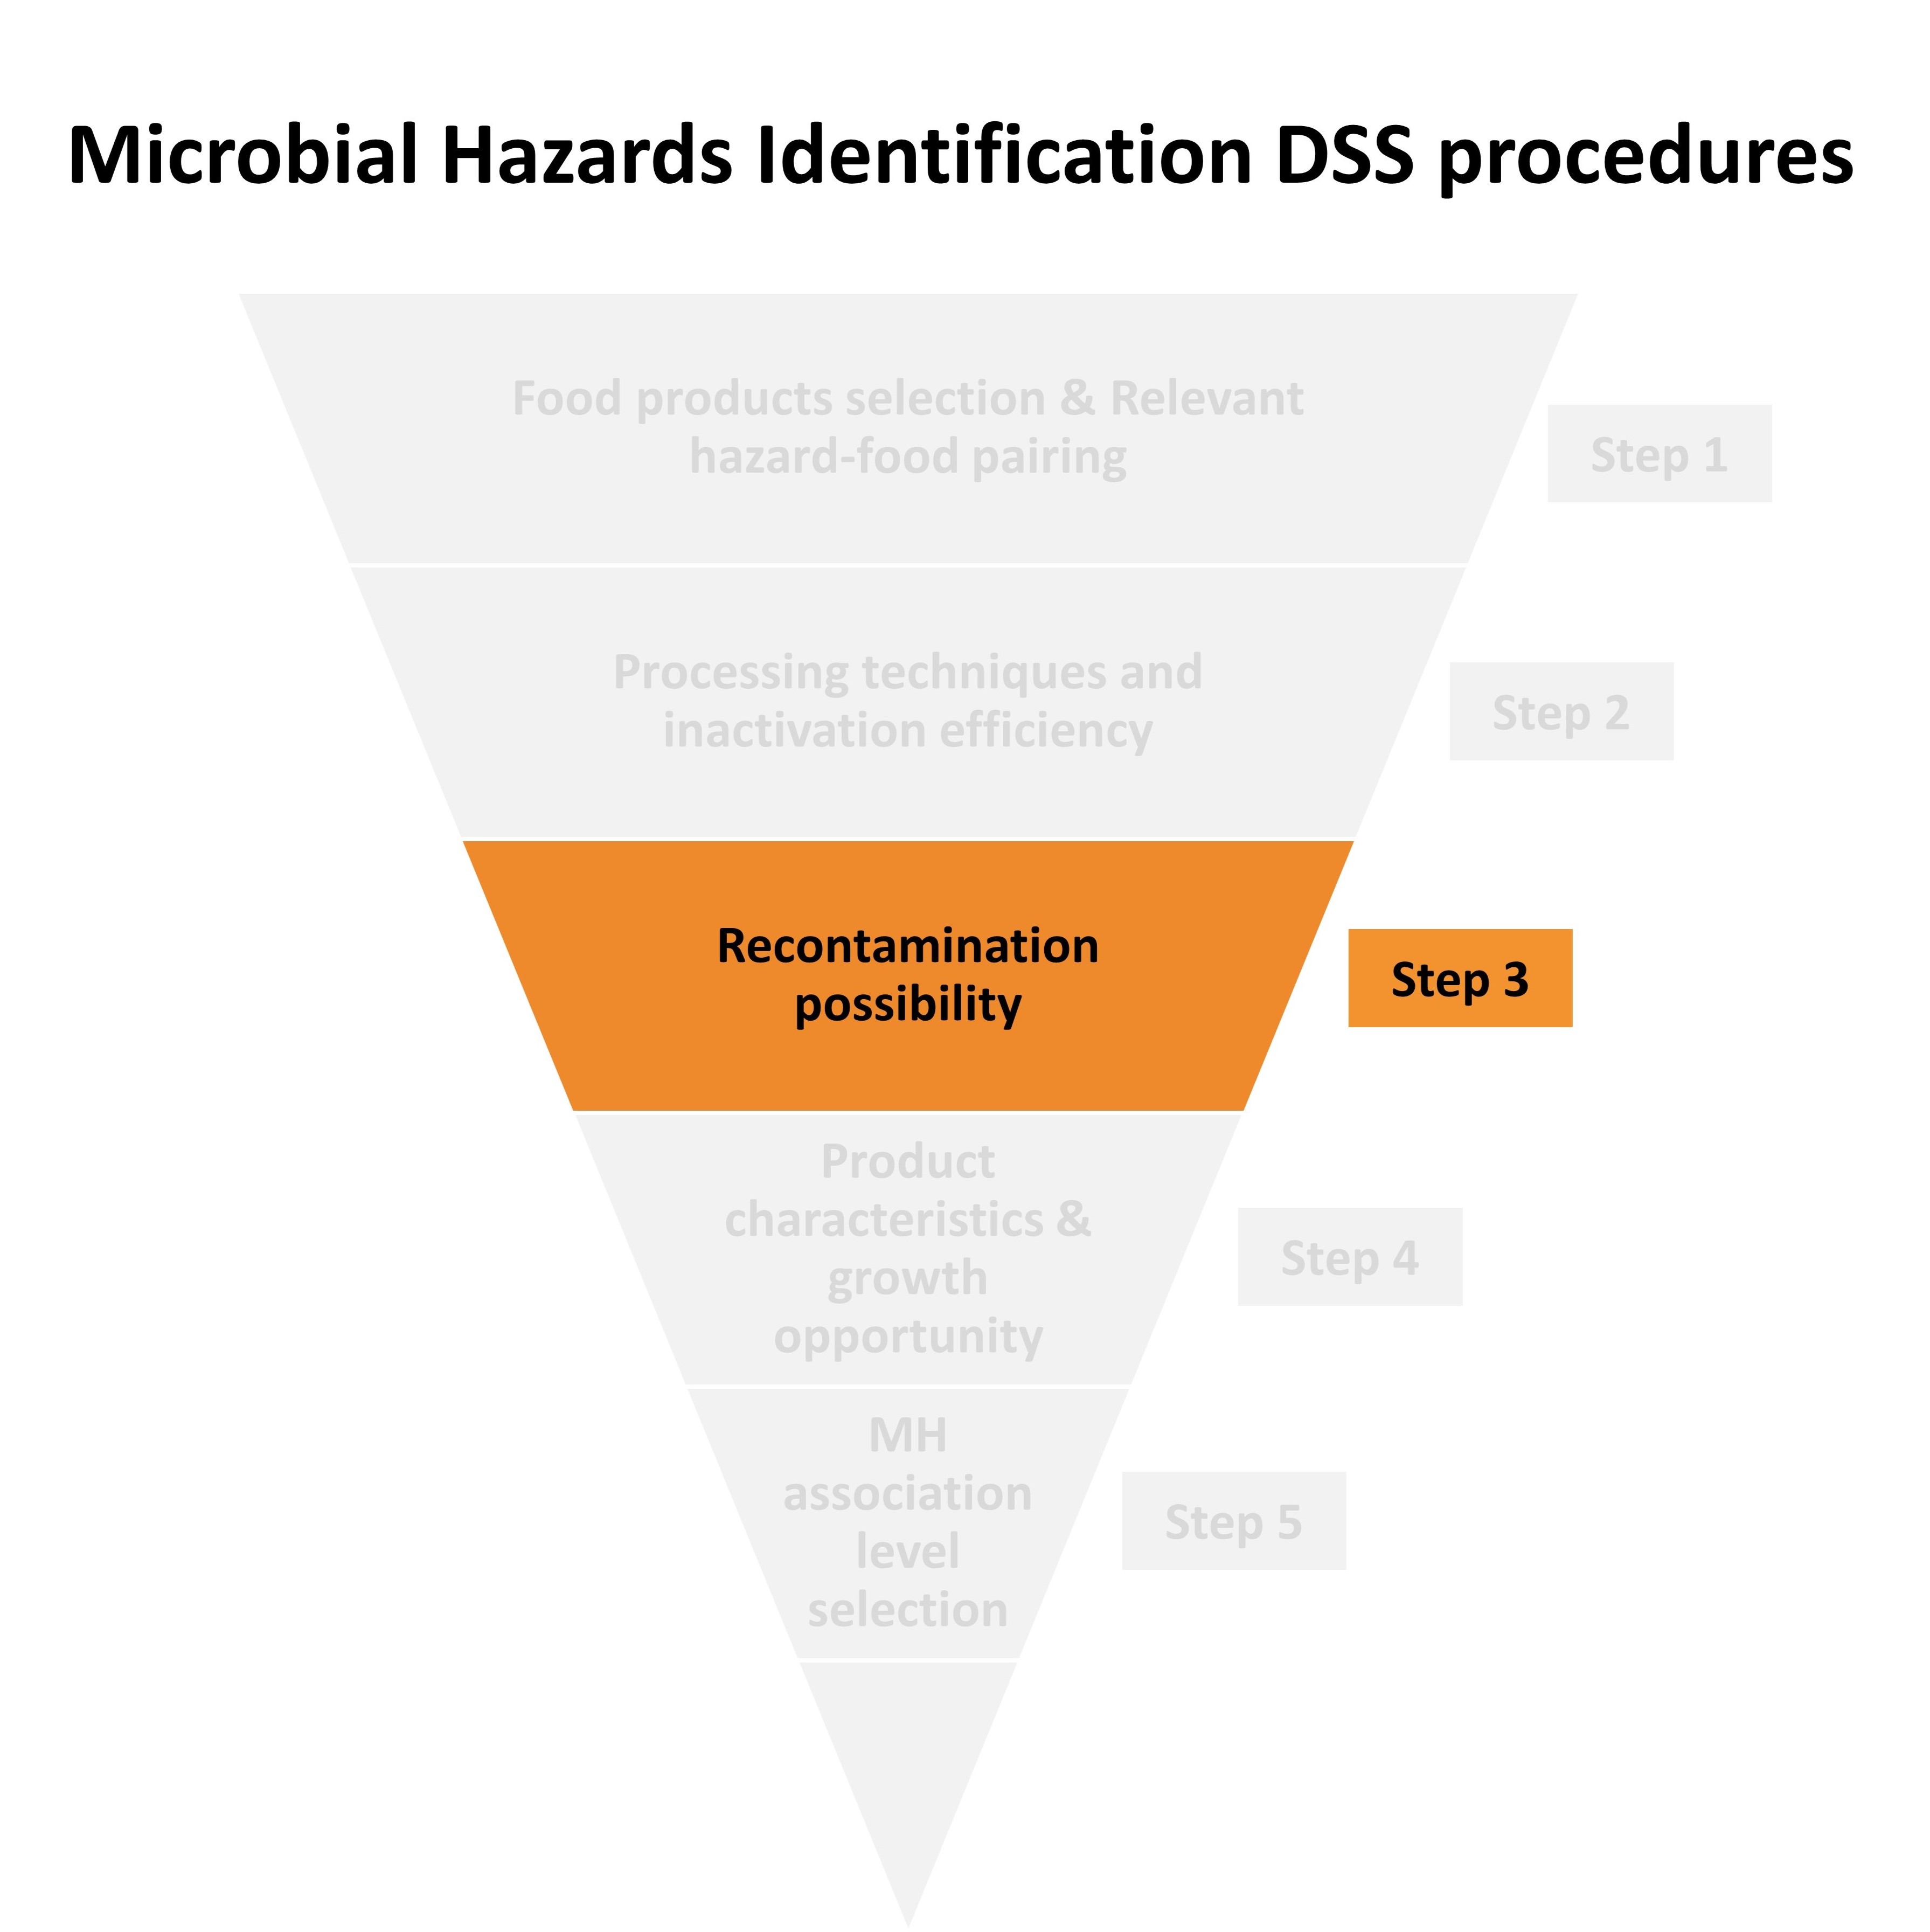 Microbial Hazards Identification DSS procedures
Food products selection & Relevant
hazard-food pairing
Step 1
Processing techniques and
inactivation efficiency
Step 2
Recontamination
possibility
Step 3
Product
characteristics &
growth
opportunity
Step 4
MH
association
level
selection
Step 5